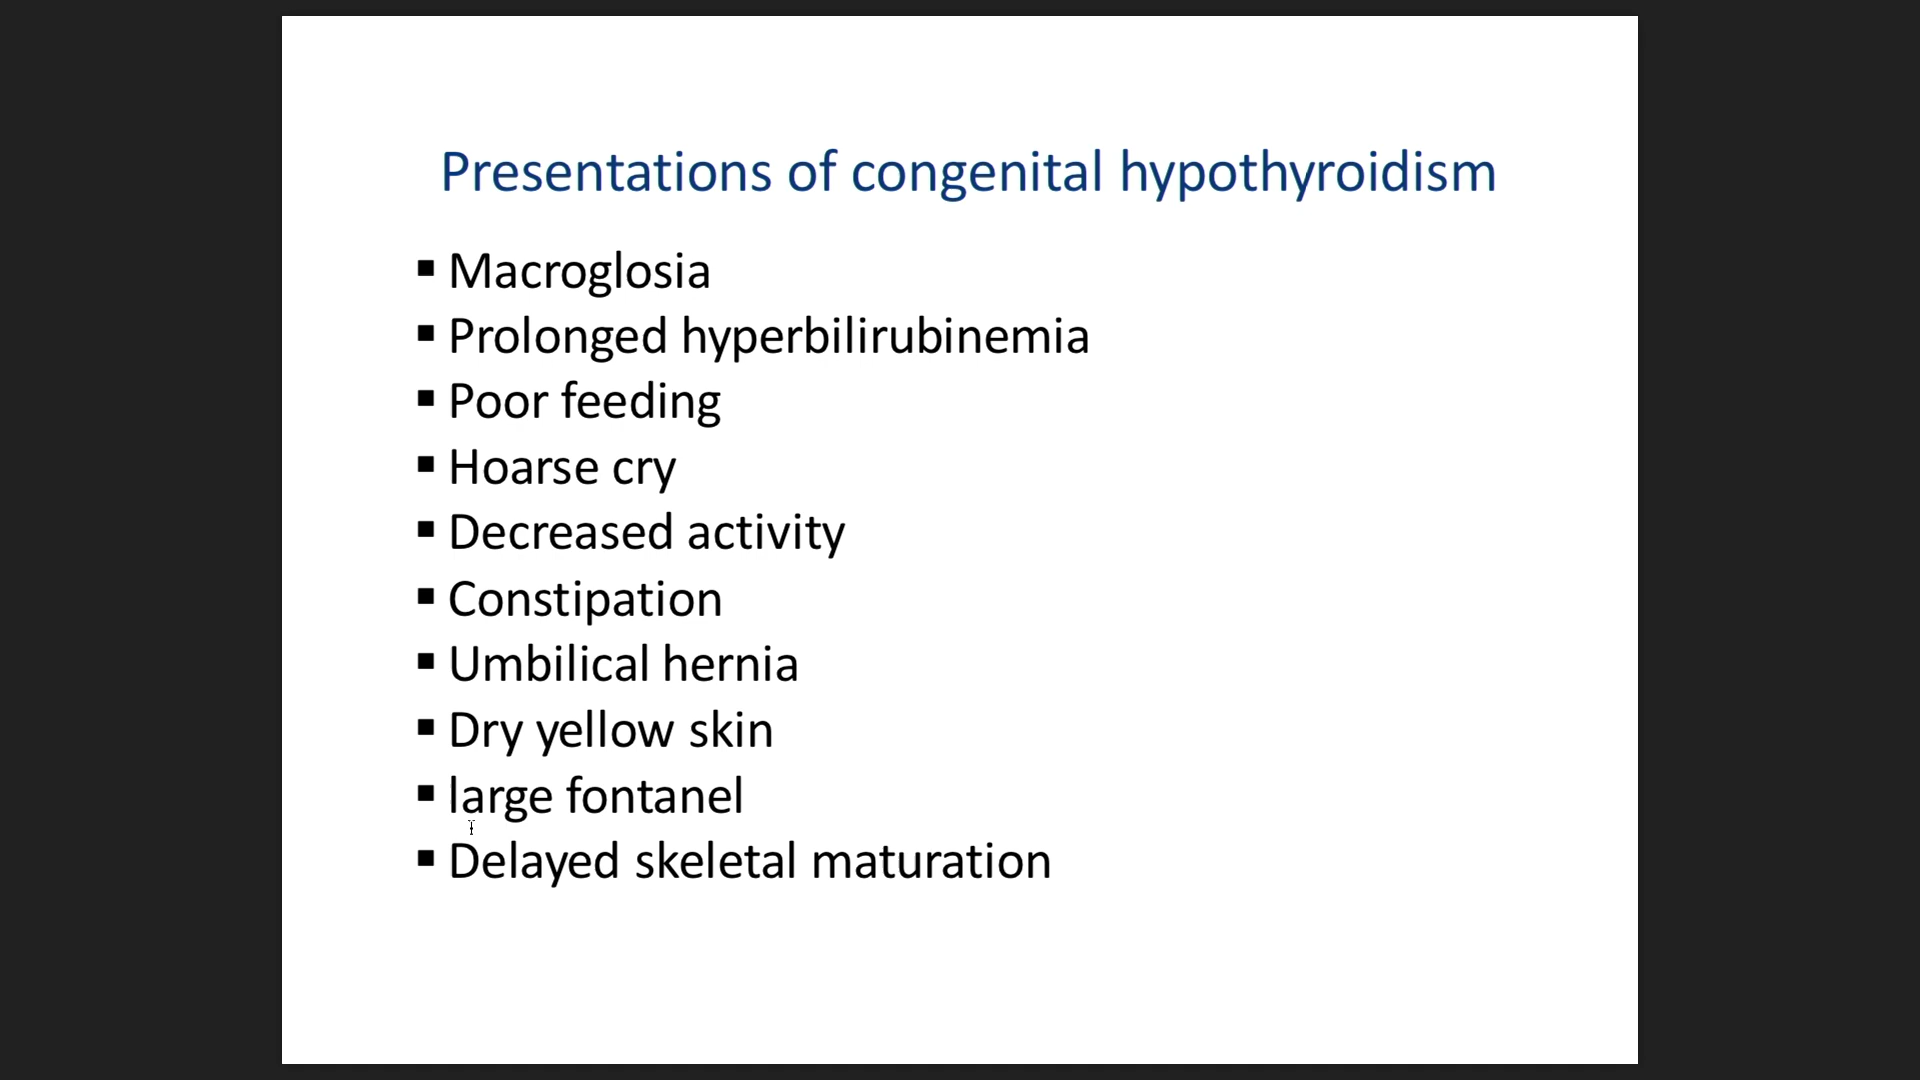 Presentations of congenital hypothyroidism
▪ Macroglosia
▪ Prolonged hyperbilirubinemia
▪ Poor feeding
▪ Hoarse cry
▪ Decreased activity
▪ Constipation
▪ Umbilical hernia
▪ Dry yellow skin
▪ large fontanel
▪ Delayed skeletal maturation